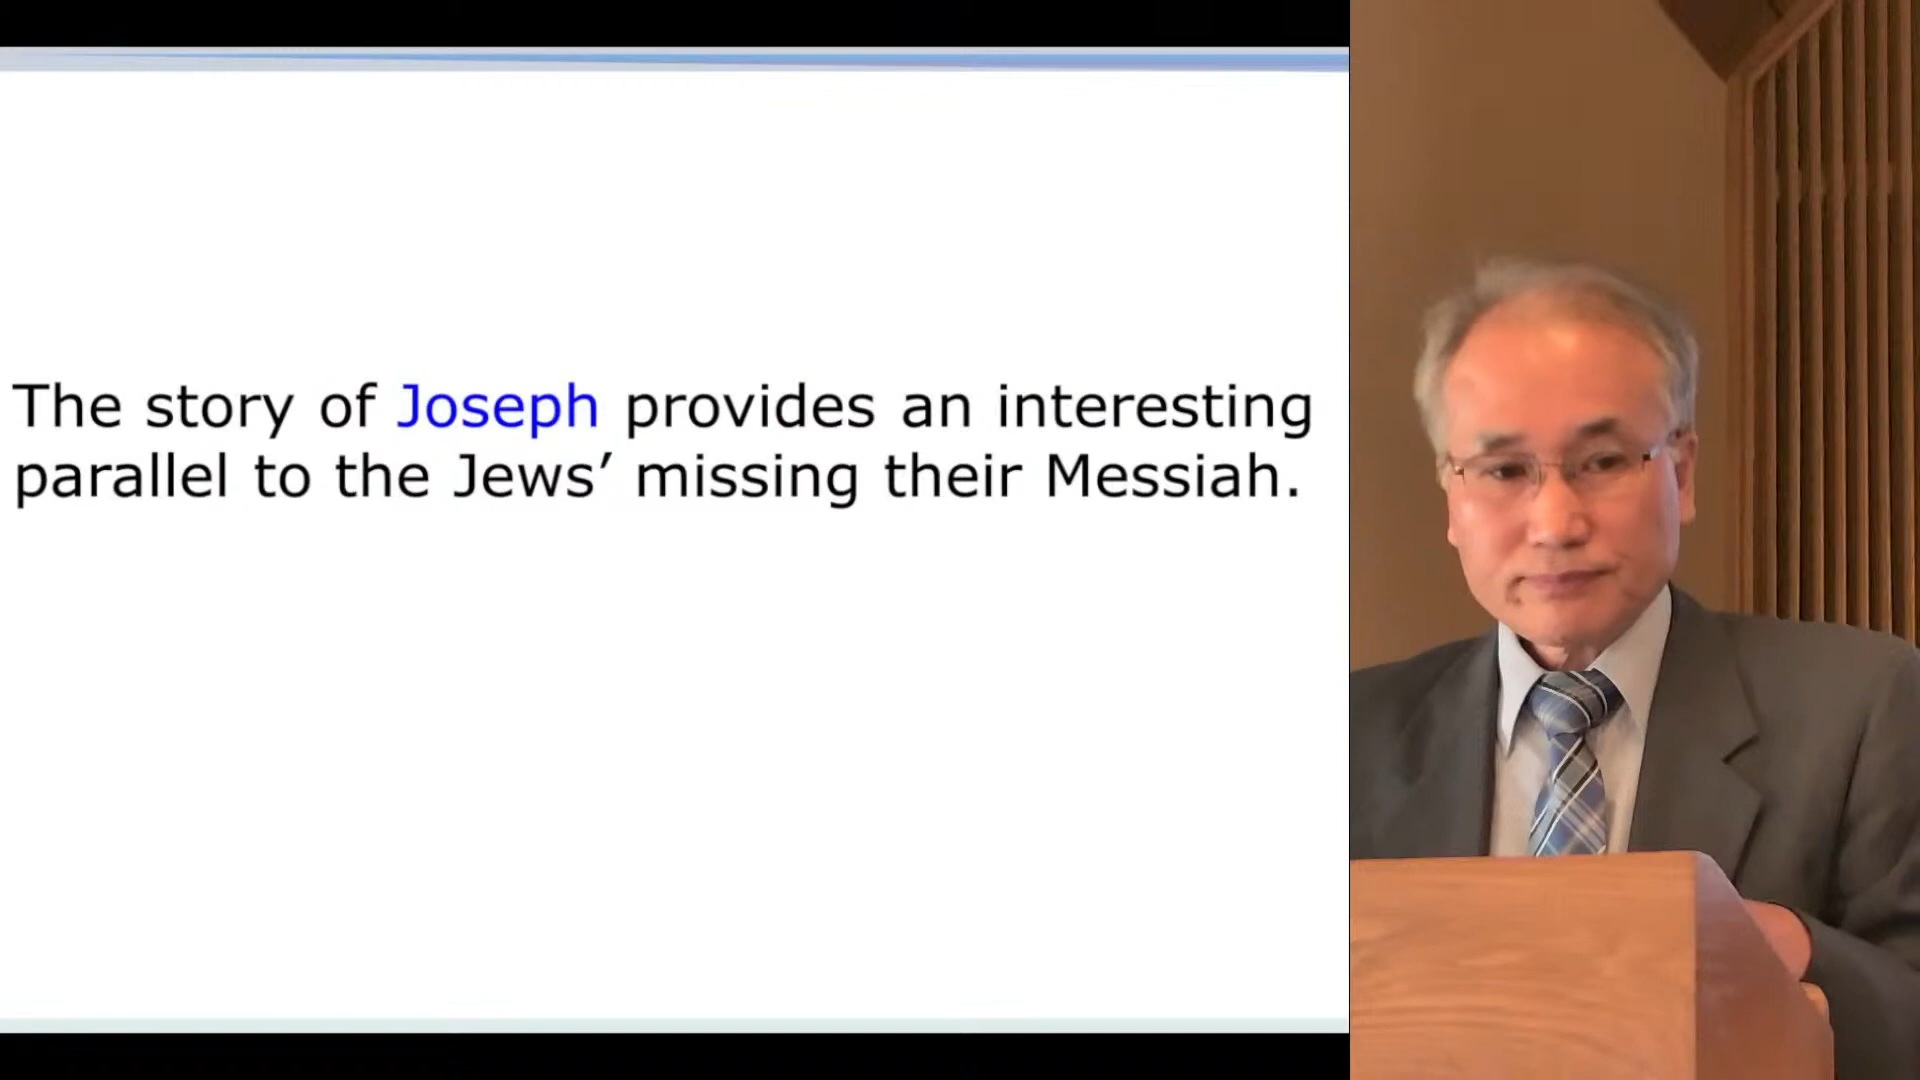 The story of Joseph provides an interesting
parallel to the Jews’ missing their Messiah.